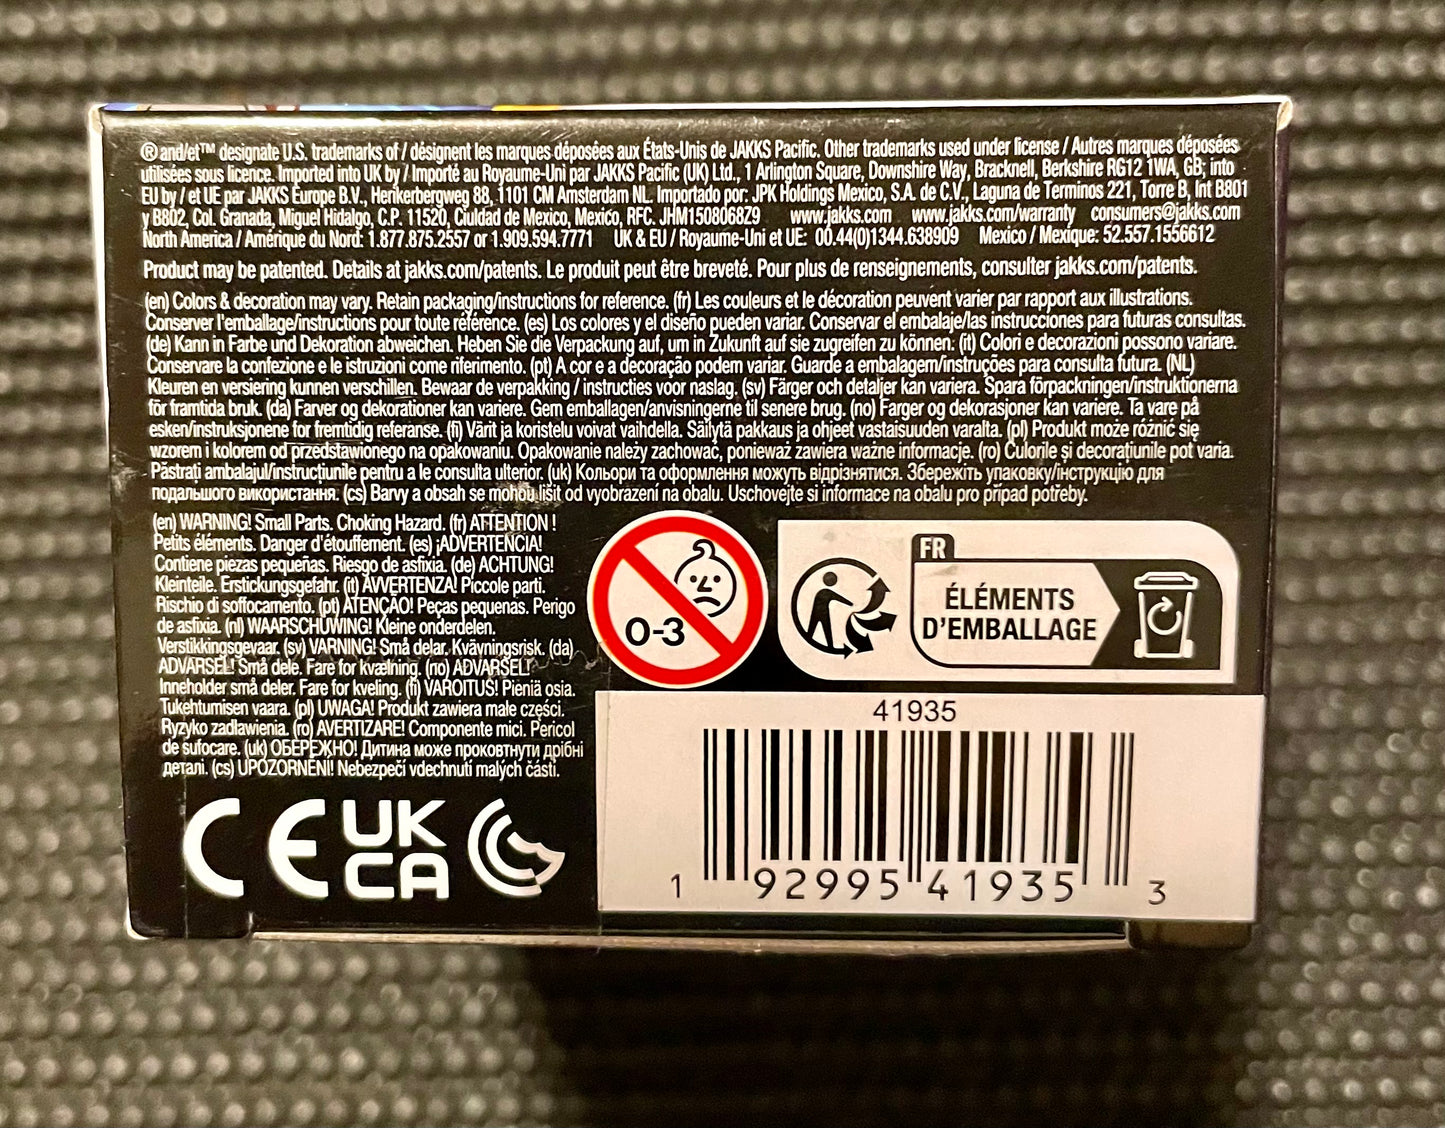 ®and/et™ designate U.S. trademarks of / désignent les marques déposées aux États-Unis de JAKKS Pacific. Other trademarks used under license / Autres marques déposées
utilisées sous licence. Imported into UK by / Importé au Royaume-Uni par JAKKS Pacific (UK) Ltd., 1 Arlington Square, Downshire Way, Bracknell, Berkshire RG12 1WA, GB; into
EU by / et UE par JAKKS Europe B.V., Herikerbergweg 88, 1101 CM Amsterdam NL. Importado por: JPK Holdings Mexico, S.A. de C.V., Laguna de Terminos 221, Torre B, Int B801
y B802, Col. Granada, Miguel Hidalgo, C.P. 11520, Ciuldad de Mexico, Mexico, RFC. JHM1508068Z9 www.jakks.com www.jakks.com/warranty consumers@jakks.com
North America / Amérique du Nord: 1.877.875.2557 or 1.909.594.7771 UK & EU / Royaume-Uni et UE: 00.44(0)1344.638909 Mexico / Mexique: 52.557.1556612
Product may be patented. Details at jakks.com/patents. Le produit peut être breveté. Pour plus de renseignements, consulter jakks.com/patents.
(en) Colors & decoration may vary. Retain packaging/instructions for reference. (fr) Les couleurs et le décoration peuvent varier par rapport aux illustrations.
Conserver l'emballage/instructions pour toute référence. (es) Los colores y el diseño pueden variar. Conservar el embalaje/las instrucciones para futuras consultas.
(de) Kann in Farbe und Dekoration abweichen. Heben Sie die Verpackung auf, um in Zukunft auf sie zugreifen zu können. (it) Colori e decorazioni possono variare.
Conservare la confezione e le istruzioni come riferimento. (pt) A cor e a decoração podem variar. Guarde a embalagem/instruções para consulta futura. (NL)
Kleuren en versiering kunnen verschillen. Bewaar de verpakking / instructies voor naslag. (sv) Färger och detaljer kan variera. Spara förpackningen/instruktionerna
för framtida bruk. (da) Farver og dekorationer kan variere. Gem emballagen/anvisningerne til senere brug. (no) Farger og dekorasjoner kan variere. Ta vare på
esken/instruksjonene for fremtidig referanse. (fi) Värit ja koristelu voivat vaihdella. Säilytä pakkaus ja ohjeet vastaisuuden varalta. (pl) Produkt może różnić się
wzorem i kolorem od przedstawionego na opakowaniu. Opakowanie należy zachować, ponieważ zawiera ważne informacje. (ro) Culorile și decorațiunile pot varia.
Păstrați ambalajul/instrucțiunile pentru a le consulta ulterior. (uk) Кольори та оформлення можуть відрізнятися. Збережіть упаковку/інструкцію для
подальшого використання. (cs) Barvy a obsah se mohou lišit od vyobrazení na obalu. Uschovejte si informace na obalu pro případ potřeby.
(en) WARNING! Small Parts. Choking Hazard. (fr) ATTENTION !
Petits éléments. Danger d'étouffement. (es) ¡ADVERTENCIA!
Contiene piezas pequeñas. Riesgo de asfixia. (de) ACHTUNG!
Kleinteile. Erstickungsgefahr. (it) AVVERTENZA! Piccole parti.
Rischio di soffocamento. (pt) ATENÇÃO! Peças pequenas. Perigo
de asfixia. (nl) WAARSCHUWING! Kleine onderdelen.
Verstikkingsgevaar. (sv) VARNING! Små delar. Kvävningsrisk. (da)
ADVARSEL! Små dele. Fare for kvælning. (no) ADVARSEL!
Inneholder små deler. Fare for kveling. (fi) VAROITUS! Pieniä osia.
Tukehtumisen vaara. (pl) UWAGA! Produkt zawiera małe części.
Ryzyko zadławienia. (ro) AVERTIZARE! Componente mici. Pericol
de sufocare. (uk) ОБЕРЕЖНО! Дитина може проковтнути дрібні
деталі. (cs) UPOZORNĚNÍ! Nebezpečí vdechnutí malých částí.
0-3
FR
ÉLÉMENTS
D'EMBALLAGE
CE UK
CA
41935
1 92995 41935 3